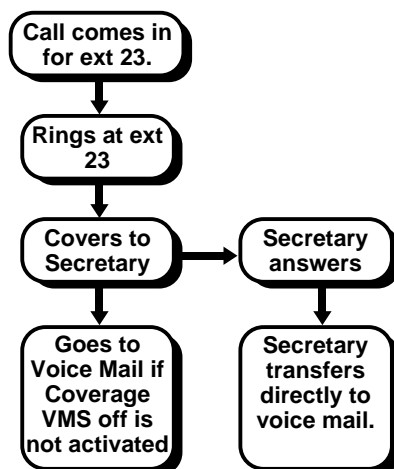 Call comes in
for ext 23.
Rings at ext
23
Covers to
Secretary
Secretary
answers
Goes to
Voice Mail if
Coverage
VMS off is
not activated
Secretary
transfers
directly to
voice mail.